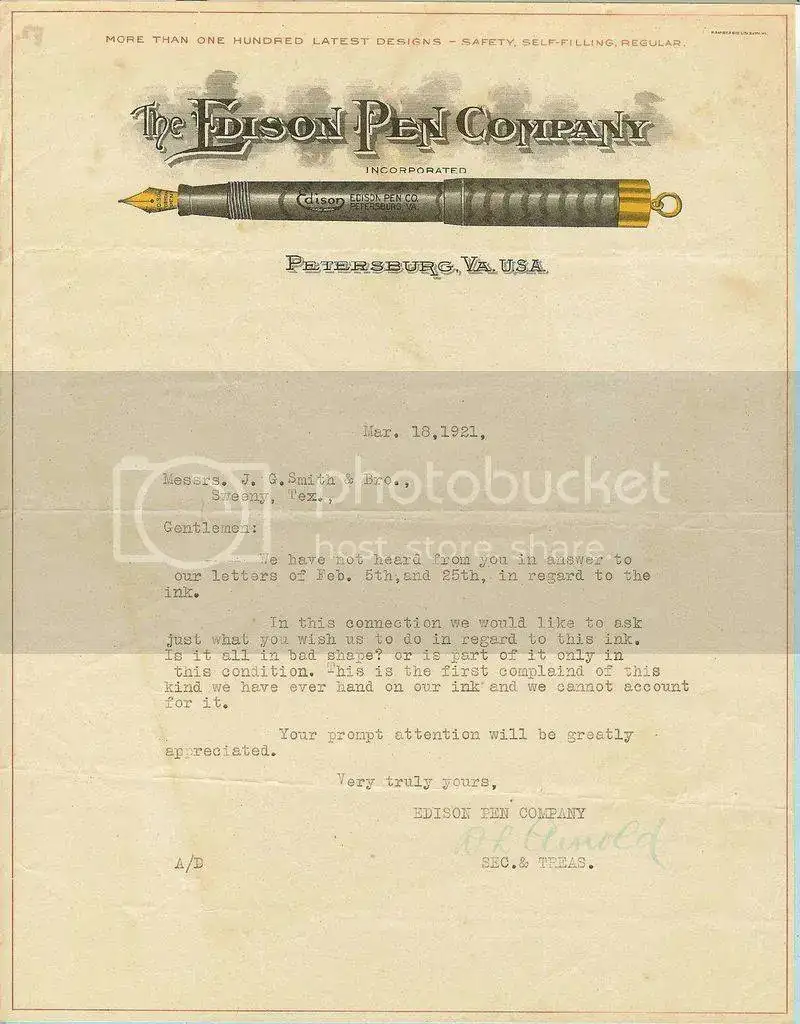 MORE THAN ONE HUNDRED LATEST DESIGNS – SAFETY, SELF-FILLING, REGULAR.
The EDISON PEN COMPANY
INCORPORATED
Edison EDISON PEN CO.
PETERSBURG, VA.
PETERSBURG, VA. U.S.A.
Mar. 18,1921,
Messrs. J. G.Smith & Bro.,
Sweeny, Tex.,
photobucket
host. store. share.
Gentlemen:
We have not heard from you in answer to
our letters of Feb. 5th,and 25th, in regard to the
ink.
In this connection we would like to ask
just what you wish us to do in regard to this ink.
Is it all in bad shape? or is part of it only in
this condition. This is the first complaind of this
kind we have ever hand on our ink and we cannot account
for it.
Your prompt attention will be greatly
appreciated.
Very truly yours,
EDISON PEN COMPANY
Arnold
A/D SEC.& TREAS.